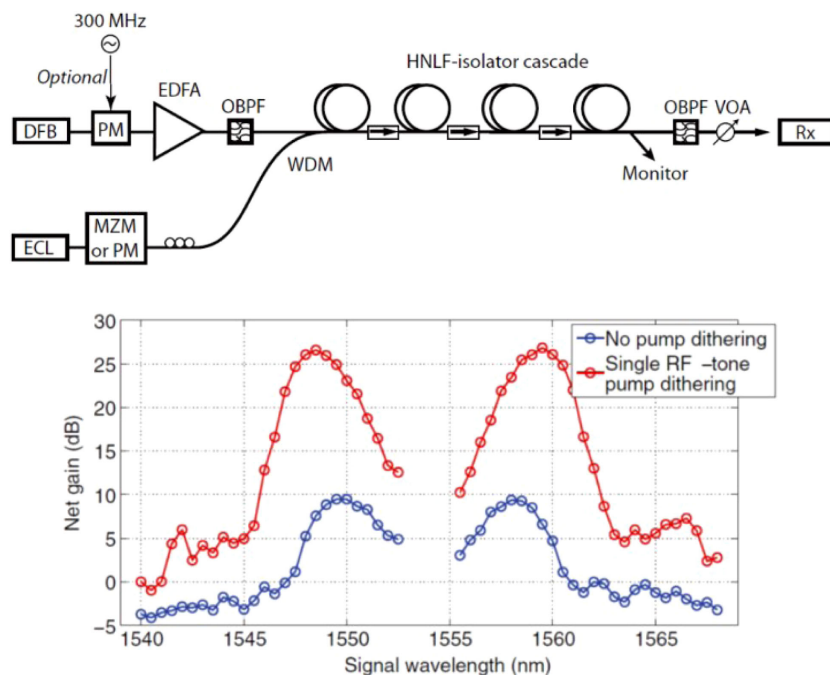 300 MHz
Optional
EDFA
OBPF
HNLF-isolator cascade
OBPF VOA
DFB
PM
Rx
WDM
Monitor
ECL
MZM
or PM
30
25
20
15
10
5
0
−5
Net gain (dB)
No pump dithering
Single RF −tone
pump dithering
1540 1545 1550 1555 1560 1565
Signal wavelength (nm)